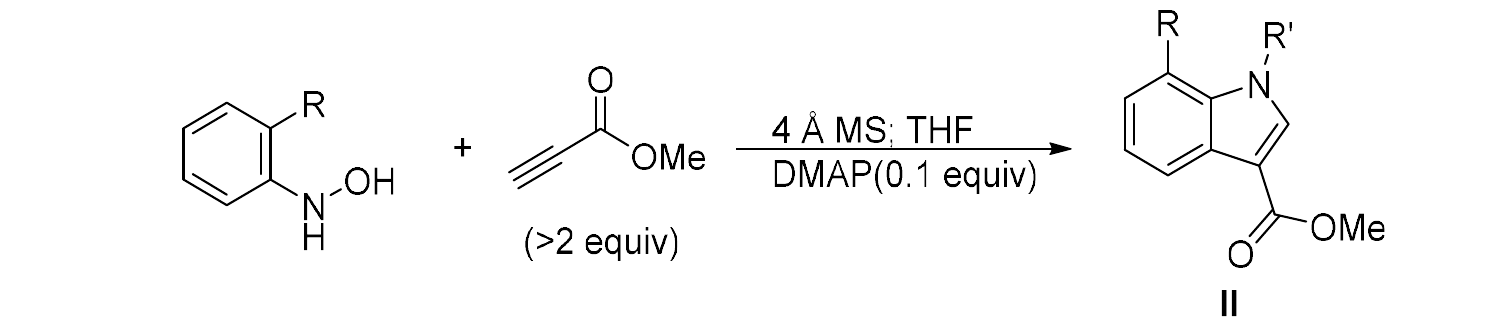 R
OH
N
H
+
O
OMe
(>2 equiv)
4 Å MS; THF
DMAP(0.1 equiv)
R
R'
N
O
OMe
II